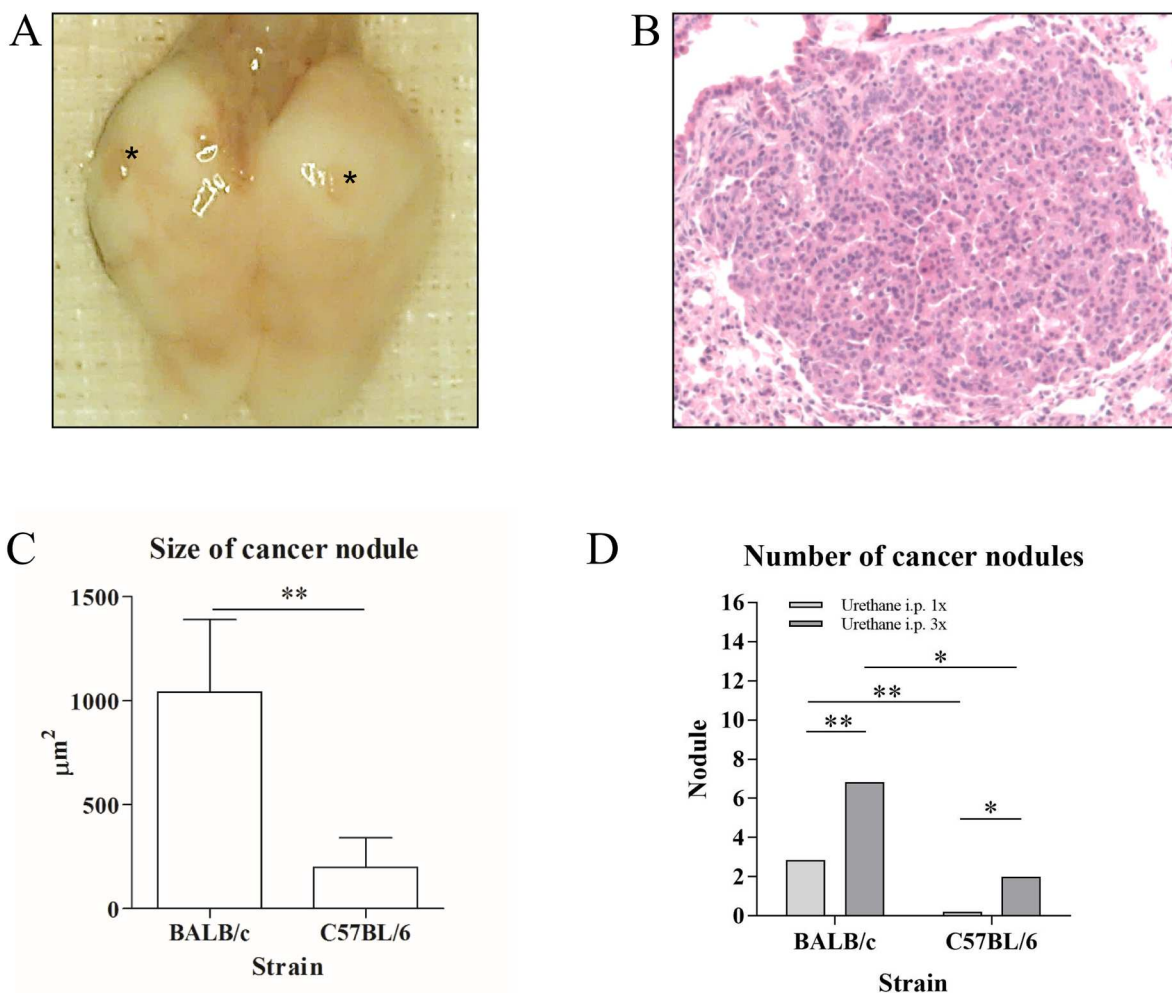 A
*
*
B
C
Size of cancer nodule
**
1500
1000
500
0
μm²
BALB/c
C57BL/6
Strain
D
Number of cancer nodules
Urethane i.p. 1x
Urethane i.p. 3x
16
14
12
10
8
6
4
2
0
Nodule
*
**
**
*
BALB/c
C57BL/6
Strain